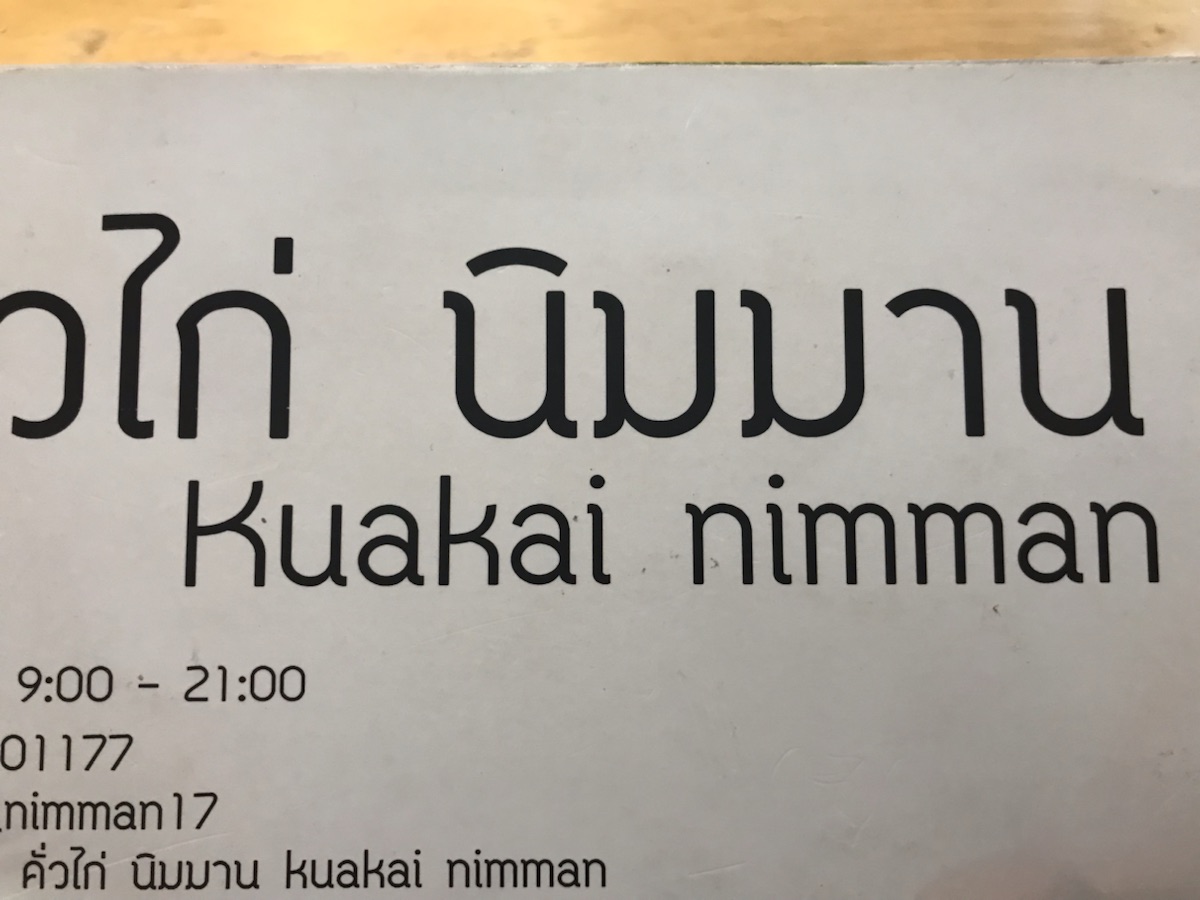 วไก่ นิมมาน
Kuakai nimman
9:00 - 21:00
01177
_nimman17
คั่วไก่ นิมมาน kuakai nimman